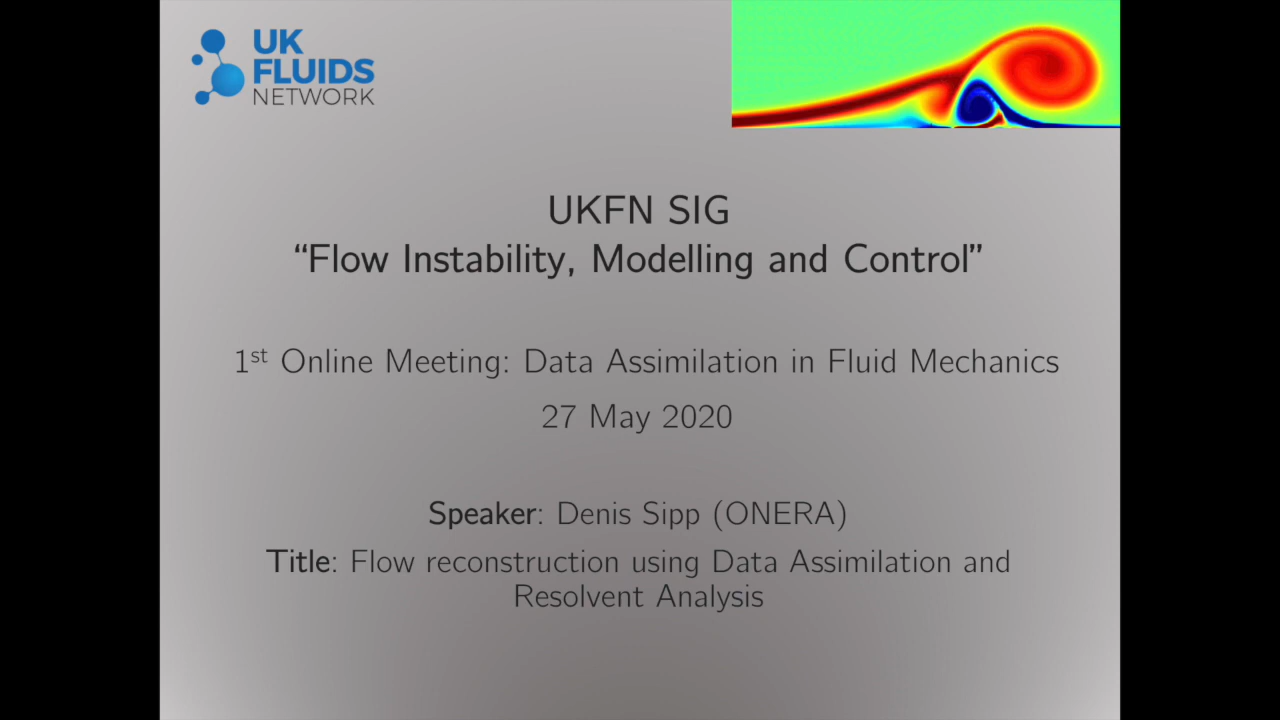 UK
FLUIDS
NETWORK
UKFN SIG
“Flow Instability, Modelling and Control”
1st Online Meeting: Data Assimilation in Fluid Mechanics
27 May 2020
Speaker: Denis Sipp (ONERA)
Title: Flow reconstruction using Data Assimilation and
Resolvent Analysis